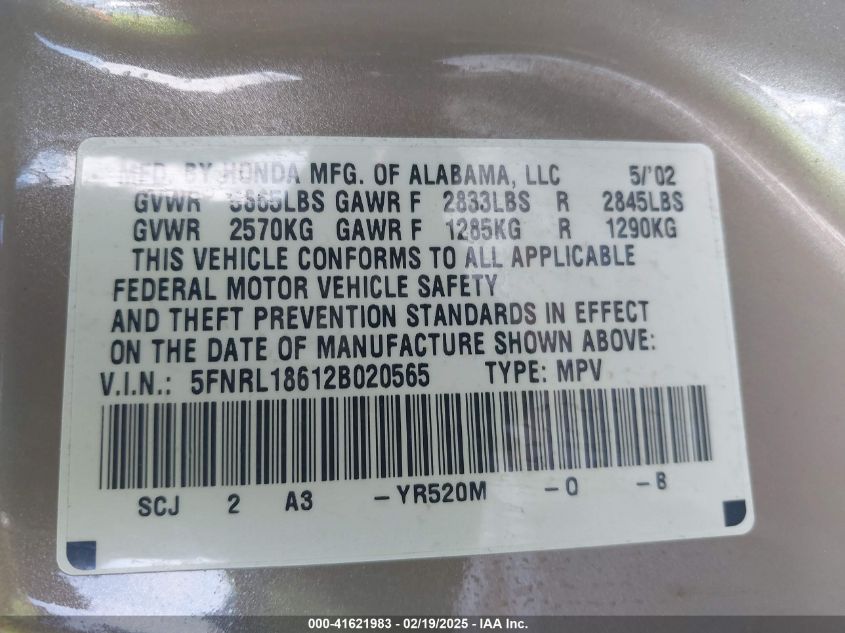 MFD. BY HONDA MFG. OF ALABAMA, LLC 5/'02
GVWR 5665LBS GAWR F 2833LBS R 2845LBS
GVWR 2570KG GAWR F 1285KG R 1290KG
THIS VEHICLE CONFORMS TO ALL APPLICABLE
FEDERAL MOTOR VEHICLE SAFETY
AND THEFT PREVENTION STANDARDS IN EFFECT
ON THE DATE OF MANUFACTURE SHOWN ABOVE:
V.I.N.: 5FNRL18612B020565 TYPE: MPV
SCJ 2 A3 -YR520M -Q -B
000-41621983 - 02/19/2025 - IAA Inc.